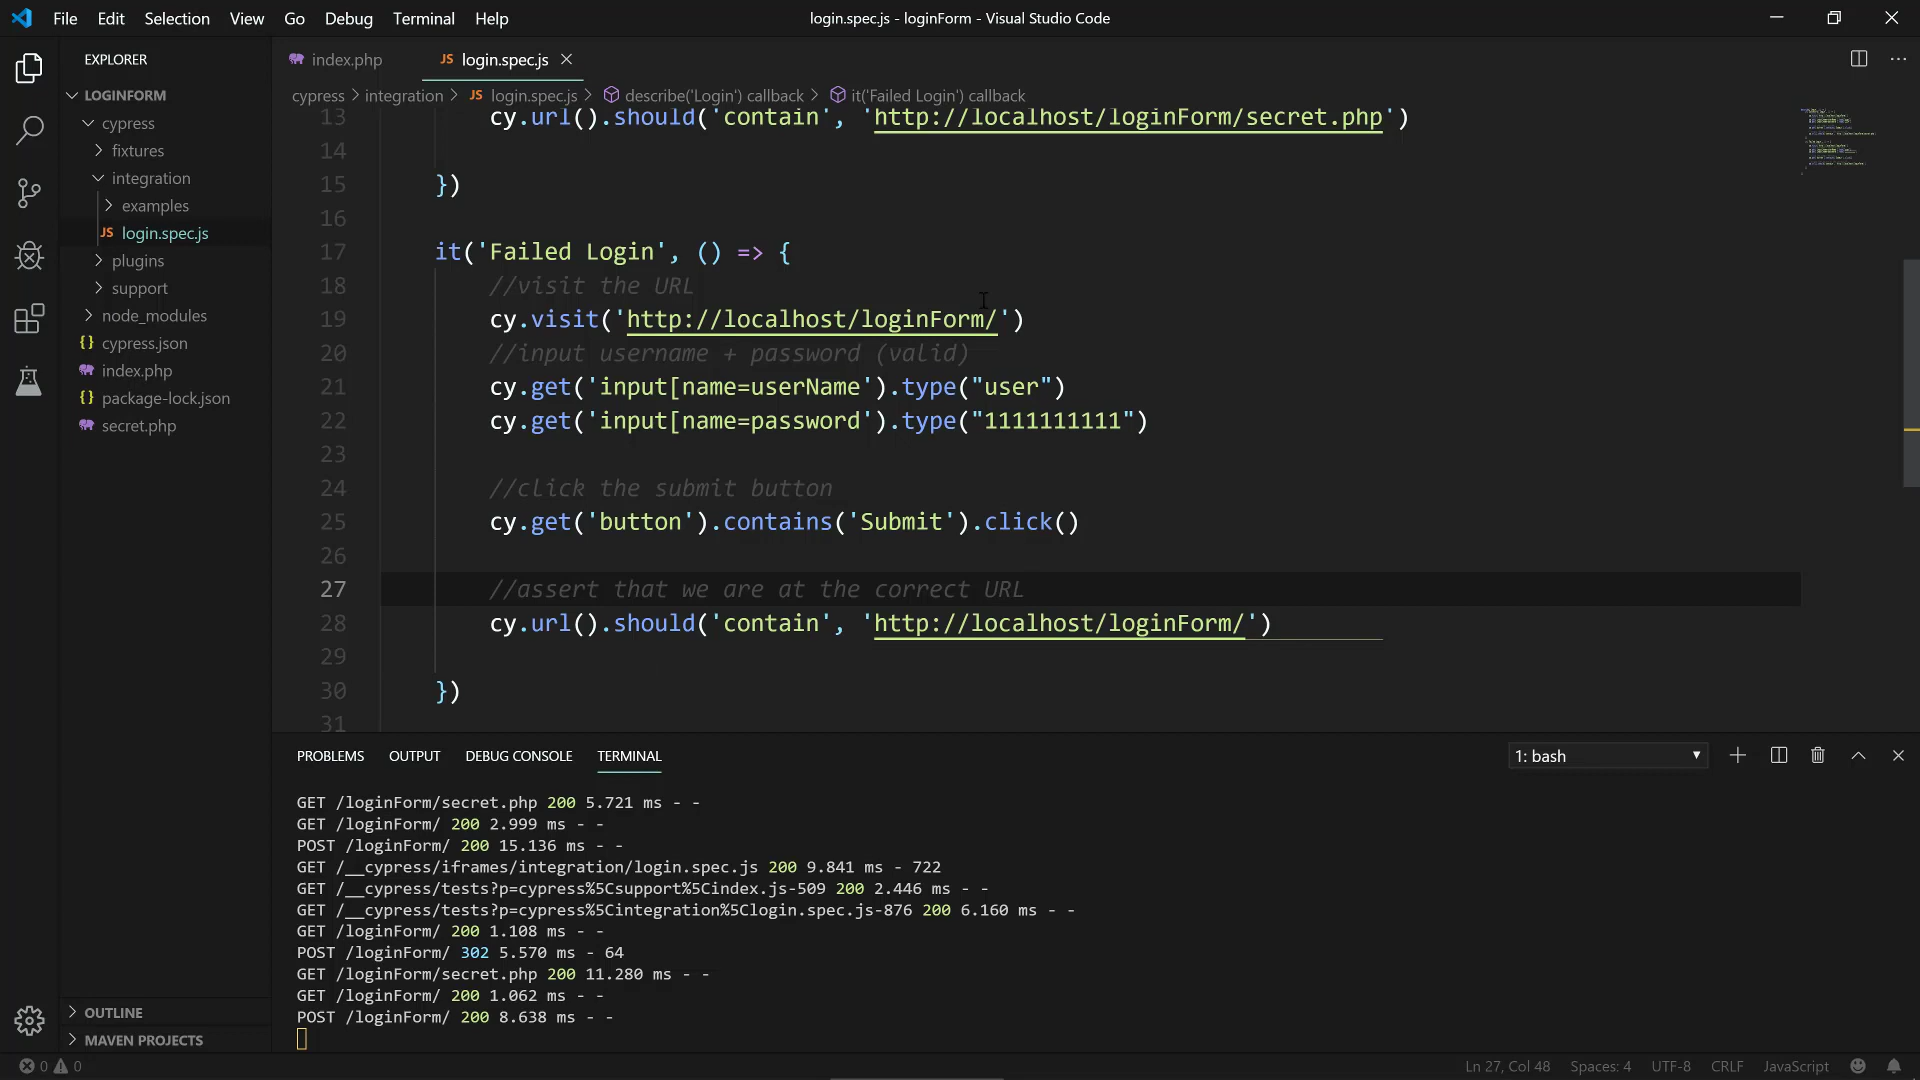 File Edit Selection View Go Debug Terminal Help
login.spec.js - loginForm - Visual Studio Code
EXPLORER
LOGINFORM
cypress
fixtures
integration
examples
JS login.spec.js
plugins
support
node_modules
{} cypress.json
index.php
{} package-lock.json
secret.php
OUTLINE
MAVEN PROJECTS
index.php
JS login.spec.js
cypress > integration > JS login.spec.js > describe('Login') callback > it('Failed Login') callback
13 cy.url().should('contain', 'http://localhost/loginForm/secret.php')
14
15 })
16
17 it('Failed Login', () => {
18 //visit the URL
19 cy.visit('http://localhost/loginForm/')
20 //input username + password (valid)
21 cy.get('input[name=userName').type("user")
22 cy.get('input[name=password').type("1111111111")
23
24 //click the submit button
25 cy.get('button').contains('Submit').click()
26
27 //assert that we are at the correct URL
28 cy.url().should('contain', 'http://localhost/loginForm/')
29
30 })
31
PROBLEMS OUTPUT DEBUG CONSOLE TERMINAL
1: bash
GET /loginForm/secret.php 200 5.721 ms - -
GET /loginForm/ 200 2.999 ms - -
POST /loginForm/ 200 15.136 ms - -
GET /__cypress/iframes/integration/login.spec.js 200 9.841 ms - 722
GET /__cypress/tests?p=cypress%5Csupport%5Cindex.js-509 200 2.446 ms - -
GET /__cypress/tests?p=cypress%5Cintegration%5Clogin.spec.js-876 200 6.160 ms - -
GET /loginForm/ 200 1.108 ms - -
POST /loginForm/ 302 5.570 ms - 64
GET /loginForm/secret.php 200 11.280 ms - -
GET /loginForm/ 200 1.062 ms - -
POST /loginForm/ 200 8.638 ms - -
0 0
Ln 27, Col 48 Spaces: 4 UTF-8 CRLF JavaScript